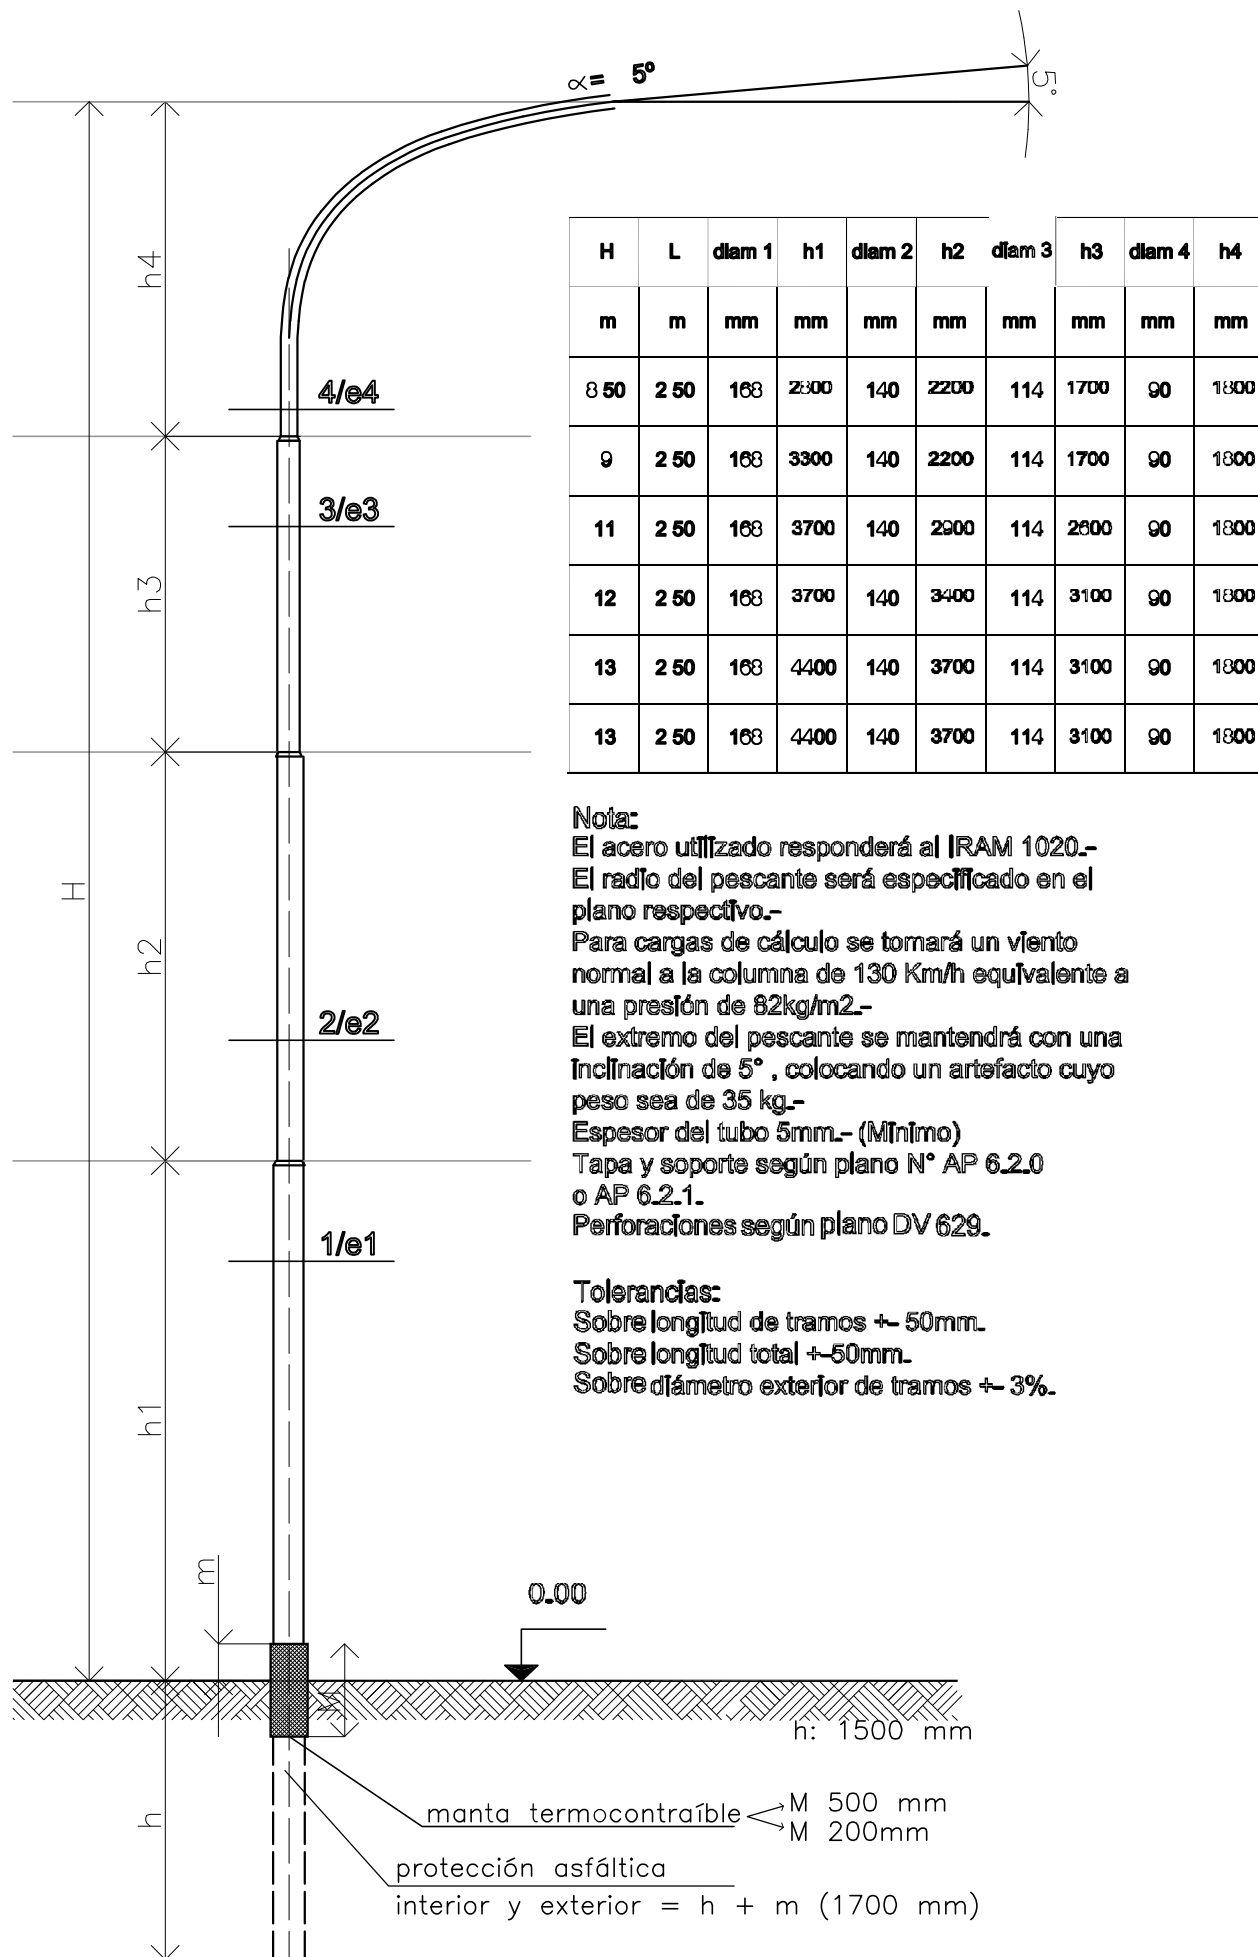 α= 5º
5°
H L diam 1 h1 diam 2 h2 diam 3 h3 diam 4 h4
m m mm mm mm mm mm mm mm mm
8 50 2 50 168 2800 140 2200 114 1700 90 1800
9 2 50 168 3300 140 2200 114 1700 90 1800
11 2 50 168 3700 140 2900 114 2600 90 1800
12 2 50 168 3700 140 3400 114 3100 90 1800
13 2 50 168 4400 140 3700 114 3100 90 1800
13 2 50 168 4400 140 3700 114 3100 90 1800
h4
4/e4
3/e3
h3
H
h2
2/e2
1/e1
h1
m
M
h
Nota:
El acero utilizado responderá al IRAM 1020.-
El radio del pescante será especificado en el
plano respectivo.-
Para cargas de cálculo se tomará un viento
normal a la columna de 130 Km/h equivalente a
una presión de 82kg/m2.-
El extremo del pescante se mantendrá con una
inclinación de 5° , colocando un artefacto cuyo
peso sea de 35 kg.-
Espesor del tubo 5mm.- (Mínimo)
Tapa y soporte según plano N° AP 6.2.0
o AP 6.2.1.
Perforaciones según plano DV 629.
Tolerancias:
Sobre longitud de tramos +- 50mm.
Sobre longitud total +-50mm.
Sobre diámetro exterior de tramos +- 3%.
0.00
h: 1500 mm
manta termocontraíble
M 500 mm
M 200mm
protección asfáltica
interior y exterior = h + m (1700 mm)